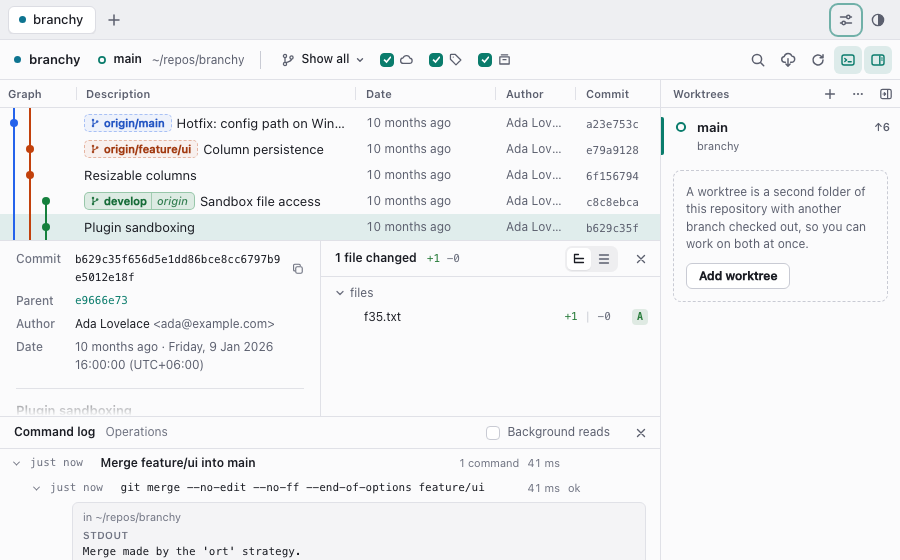 branchy
branchy main ~/repos/branchy Show all
Graph Description Date Author Commit Worktrees
origin/main Hotfix: config path on Win... 10 months ago Ada Lov... a23e753c
origin/feature/ui Column persistence 10 months ago Ada Lov... e79a9128
Resizable columns 10 months ago Ada Lov... 6f156794
develop origin Sandbox file access 10 months ago Ada Lov... c8c8ebca
Plugin sandboxing 10 months ago Ada Lov... b629c35f
main ↑6
branchy
A worktree is a second folder of
this repository with another
branch checked out, so you can
work on both at once.
Add worktree
Commit b629c35f656d5e1dd86bce8cc6797b9
e5012e18f
Parent e9666e73
Author Ada Lovelace <ada@example.com>
Date 10 months ago · Friday, 9 Jan 2026
16:00:00 (UTC+06:00)
Plugin sandboxing
1 file changed +1 −0
files
f35.txt +1 −0 A
Command log Operations Background reads
just now Merge feature/ui into main 1 command 41 ms
just now git merge --no-edit --no-ff --end-of-options feature/ui 41 ms ok
in ~/repos/branchy
STDOUT
Merge made by the 'ort' strategy.